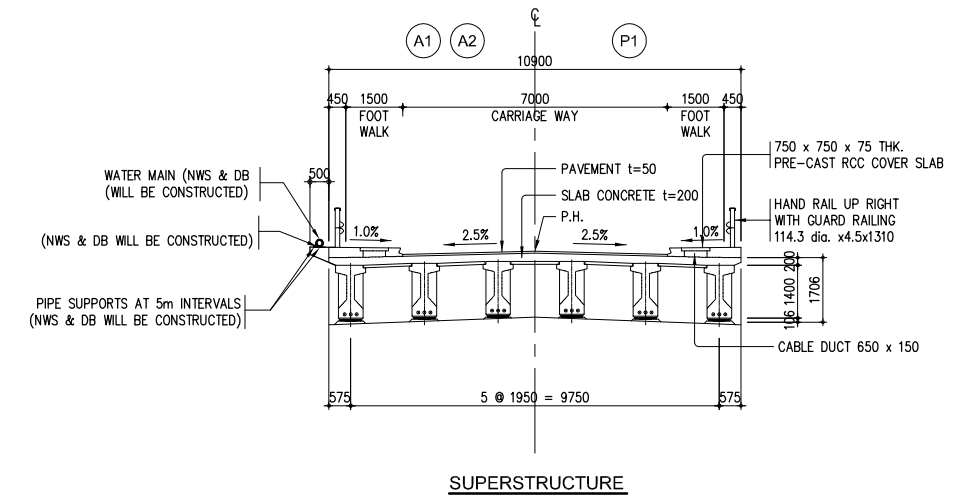 ℄
A1 A2 P1
10900
450 1500 7000 1500 450
FOOT CARRIAGE WAY FOOT
WALK WALK
750 x 750 x 75 THK.
PRE-CAST RCC COVER SLAB
500
PAVEMENT t=50
WATER MAIN (NWS & DB
(WILL BE CONSTRUCTED)
SLAB CONCRETE t=200
HAND RAIL UP RIGHT
WITH GUARD RAILING
114.3 dia. x4.5x1310
P.H.
(NWS & DB WILL BE CONSTRUCTED)
1.0% 2.5% 2.5% 1.0%
200
1400
106
1706
PIPE SUPPORTS AT 5m INTERVALS
(NWS & DB WILL BE CONSTRUCTED)
CABLE DUCT 650 x 150
575 5 @ 1950 = 9750 575
SUPERSTRUCTURE